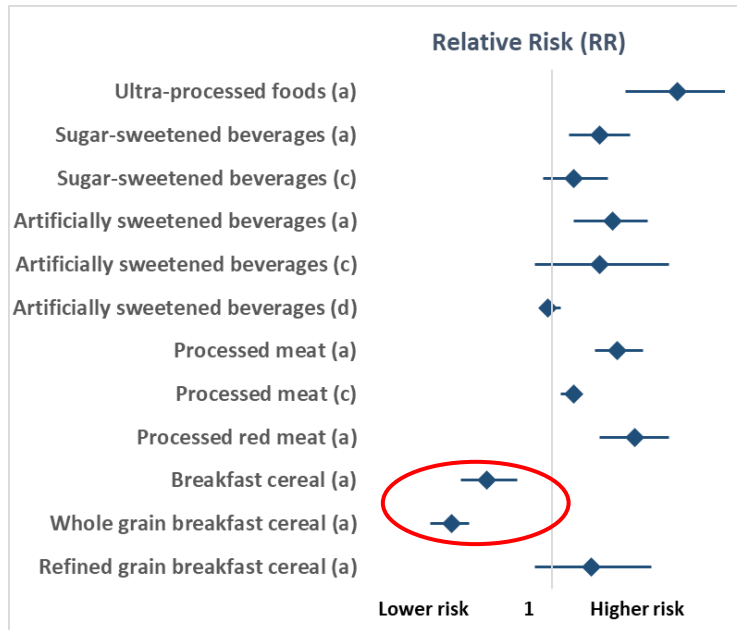 Relative Risk (RR)
Ultra-processed foods (a)
Sugar-sweetened beverages (a)
Sugar-sweetened beverages (c)
Artificially sweetened beverages (a)
Artificially sweetened beverages (c)
Artificially sweetened beverages (d)
Processed meat (a)
Processed meat (c)
Processed red meat (a)
Breakfast cereal (a)
Whole grain breakfast cereal (a)
Refined grain breakfast cereal (a)
Lower risk 1 Higher risk